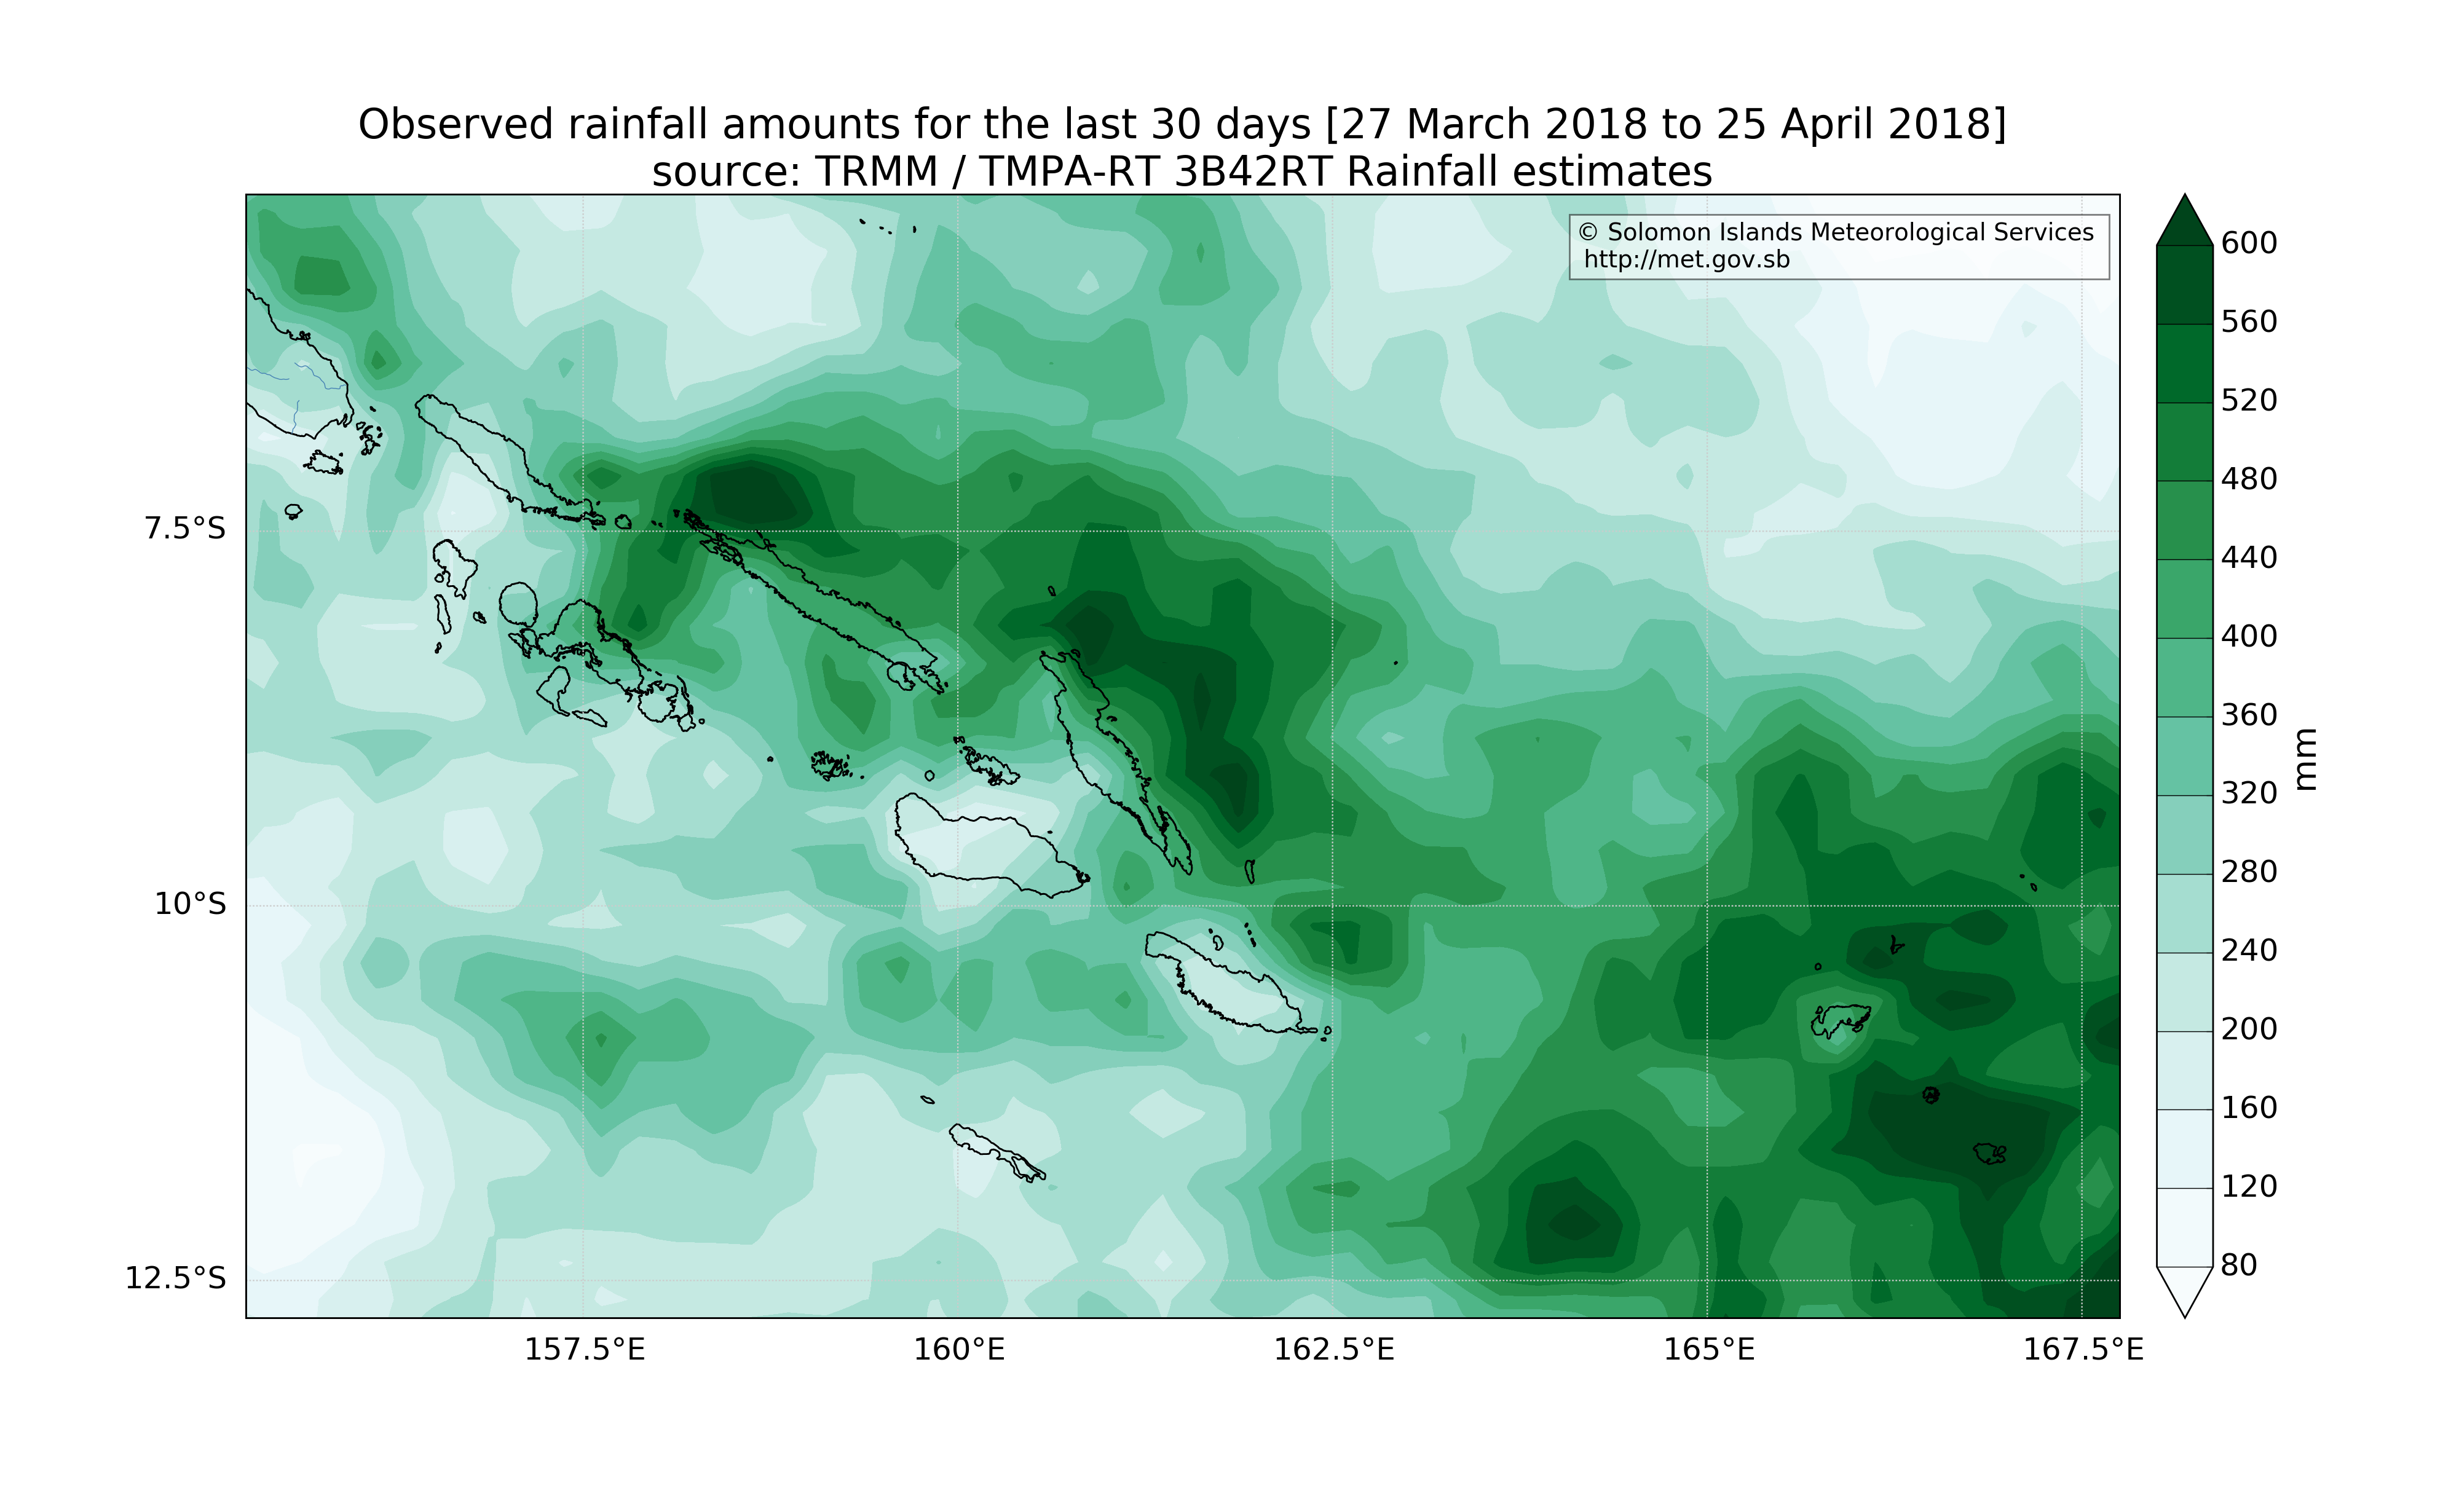 Observed rainfall amounts for the last 30 days [27 March 2018 to 25 April 2018]
source: TRMM / TMPA-RT 3B42RT Rainfall estimates
© Solomon Islands Meteorological Services
http://met.gov.sb
600
560
520
480
440
400
360
320
280
240
200
160
120
80
mm
7.5°S
10°S
12.5°S
157.5°E
160°E
162.5°E
165°E
167.5°E